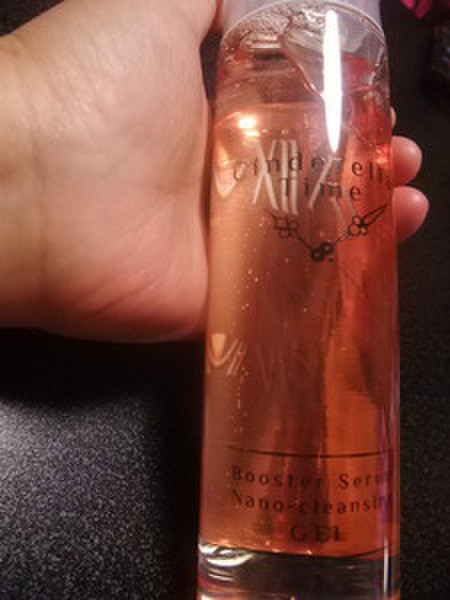 XII
Cinderella
Time
Booster Seru
Nano-cleansin
GEL